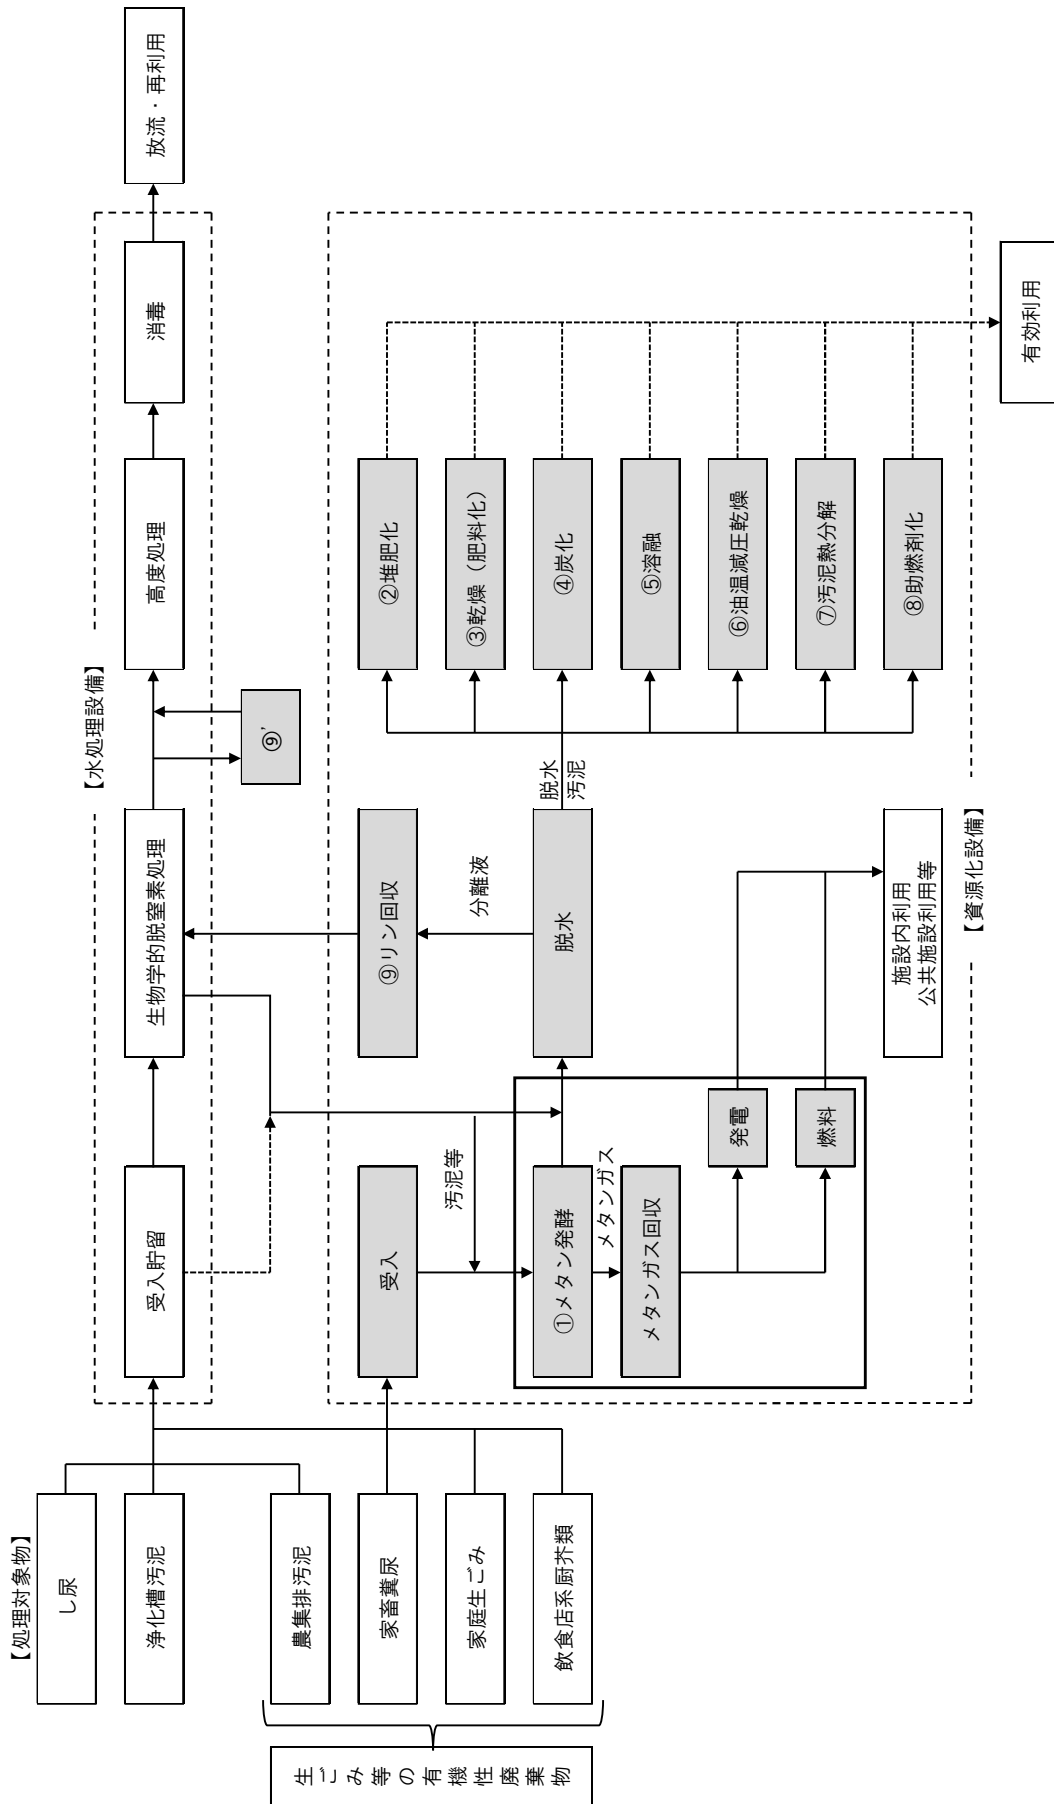 【処理対象物】
し尿
浄化槽汚泥
農集排汚泥
家畜糞尿
家庭生ごみ
飲食店系厨芥類
生ごみ等の有機性廃棄物
【水処理設備】
受入貯留
生物学的脱窒素処理
⑨'
高度処理
消毒
放流・再利用
受入
汚泥等
①メタン発酵
メタンガス
メタンガス回収
発電
燃料
⑨リン回収
分離液
脱水
脱水
汚泥
施設内利用
公共施設利用等
②堆肥化
③乾燥（肥料化）
④炭化
⑤溶融
⑥油温減圧乾燥
⑦汚泥熱分解
⑧助燃剤化
【資源化設備】
有効利用